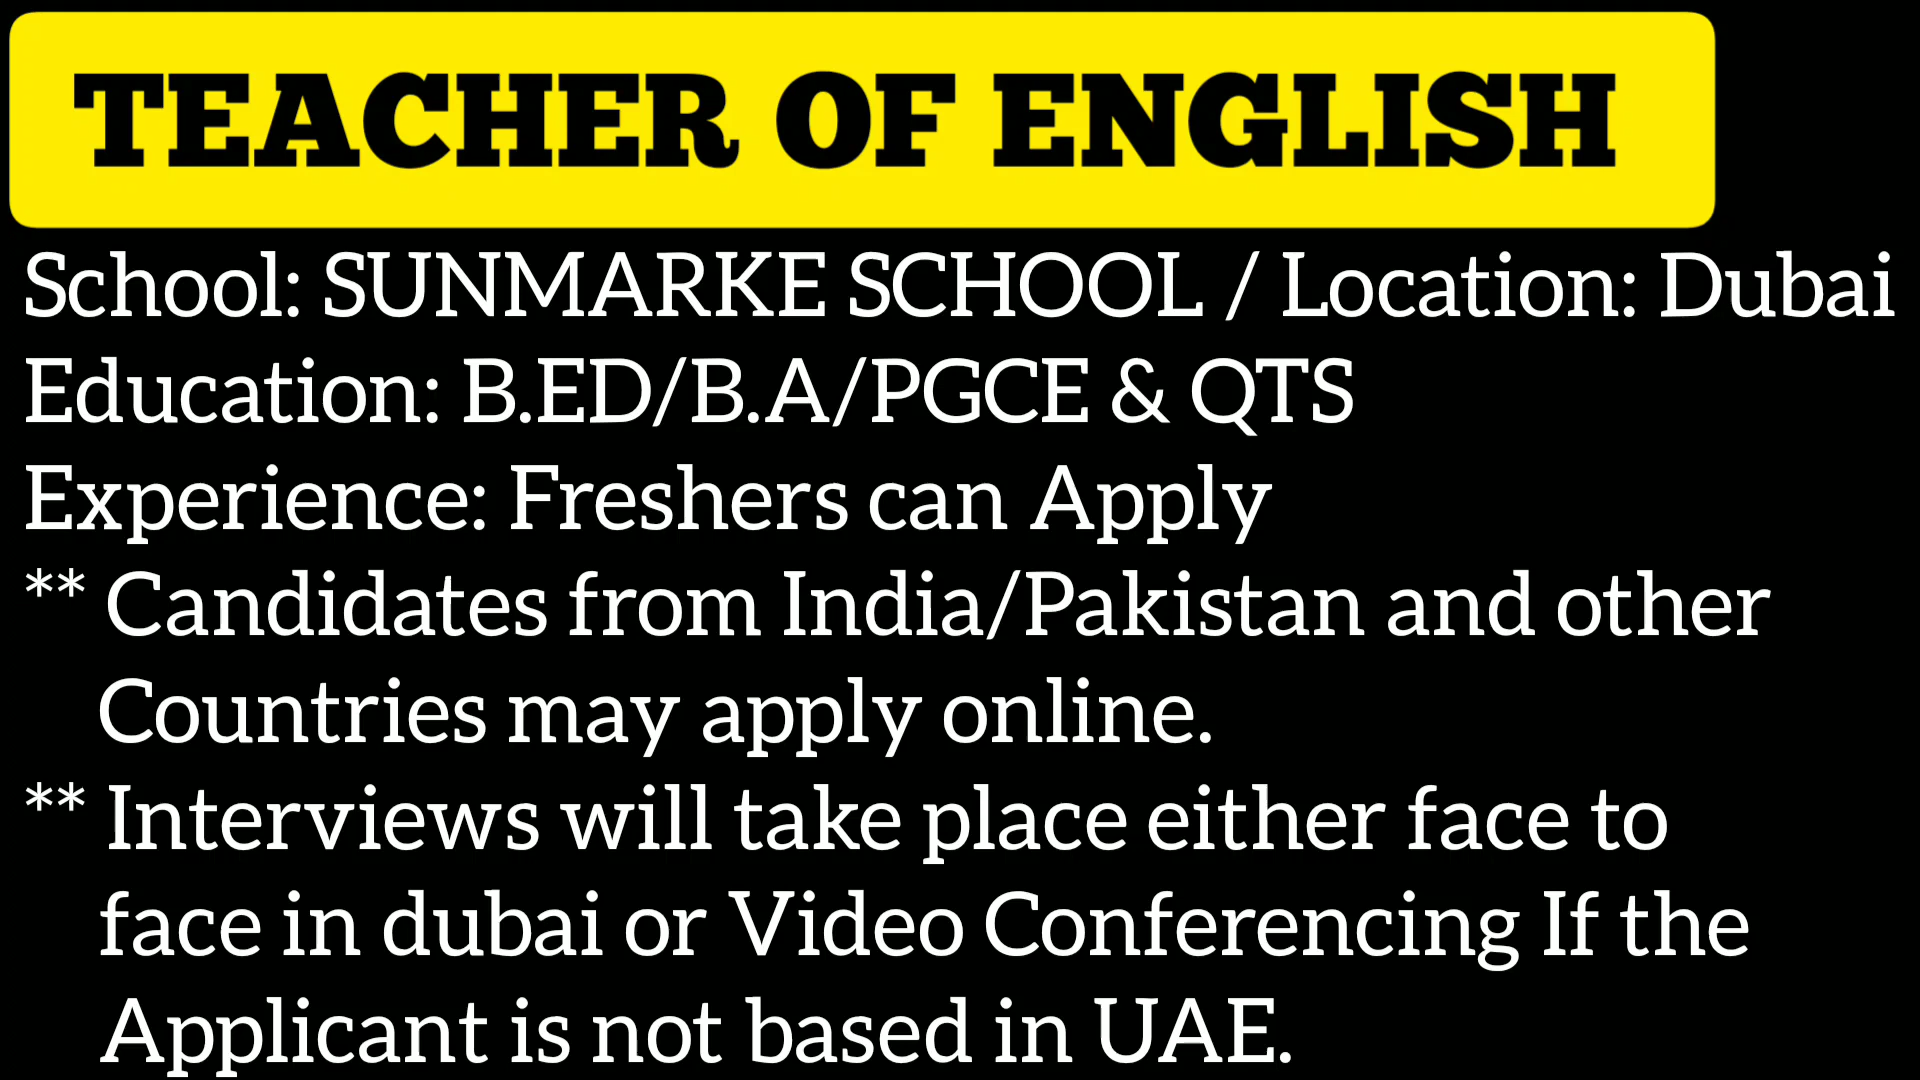 TEACHER OF ENGLISH
School: SUNMARKE SCHOOL / Location: Dubai
Education: B.ED/B.A/PGCE & QTS
Experience: Freshers can Apply
** Candidates from India/Pakistan and other
Countries may apply online.
** Interviews will take place either face to
face in dubai or Video Conferencing If the
Applicant is not based in UAE.